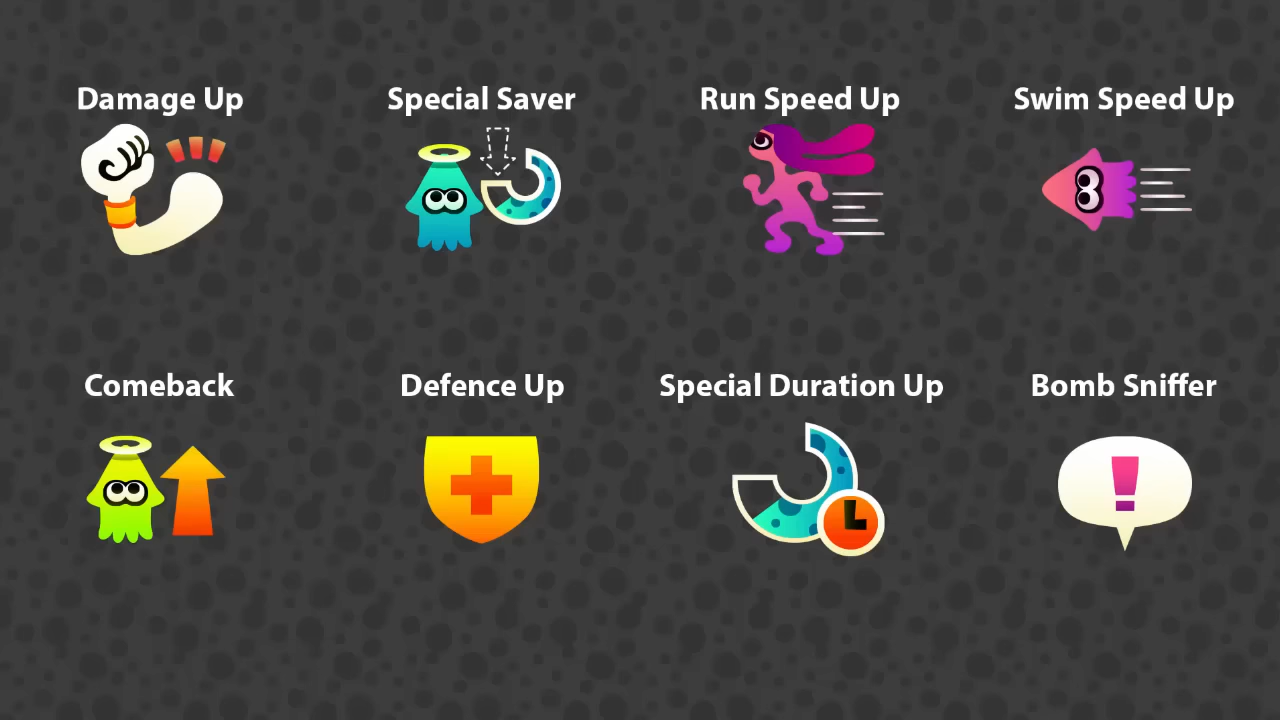 Damage Up
Special Saver
Run Speed Up
Swim Speed Up
Comeback
Defence Up
Special Duration Up
Bomb Sniffer
!